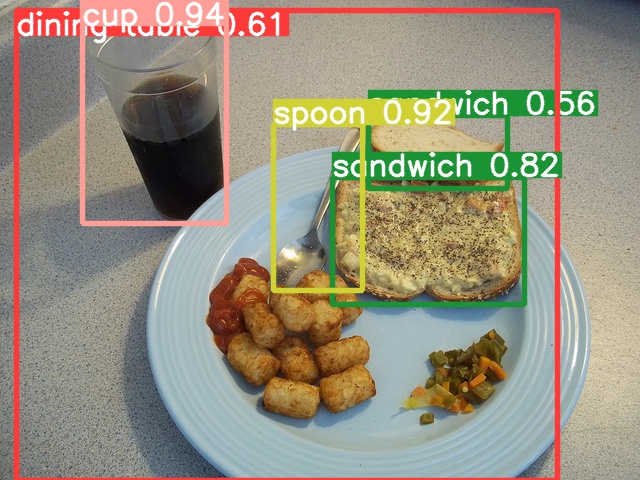 cup 0.94
dining table 0.61
sandwich 0.56
spoon 0.92
sandwich 0.82